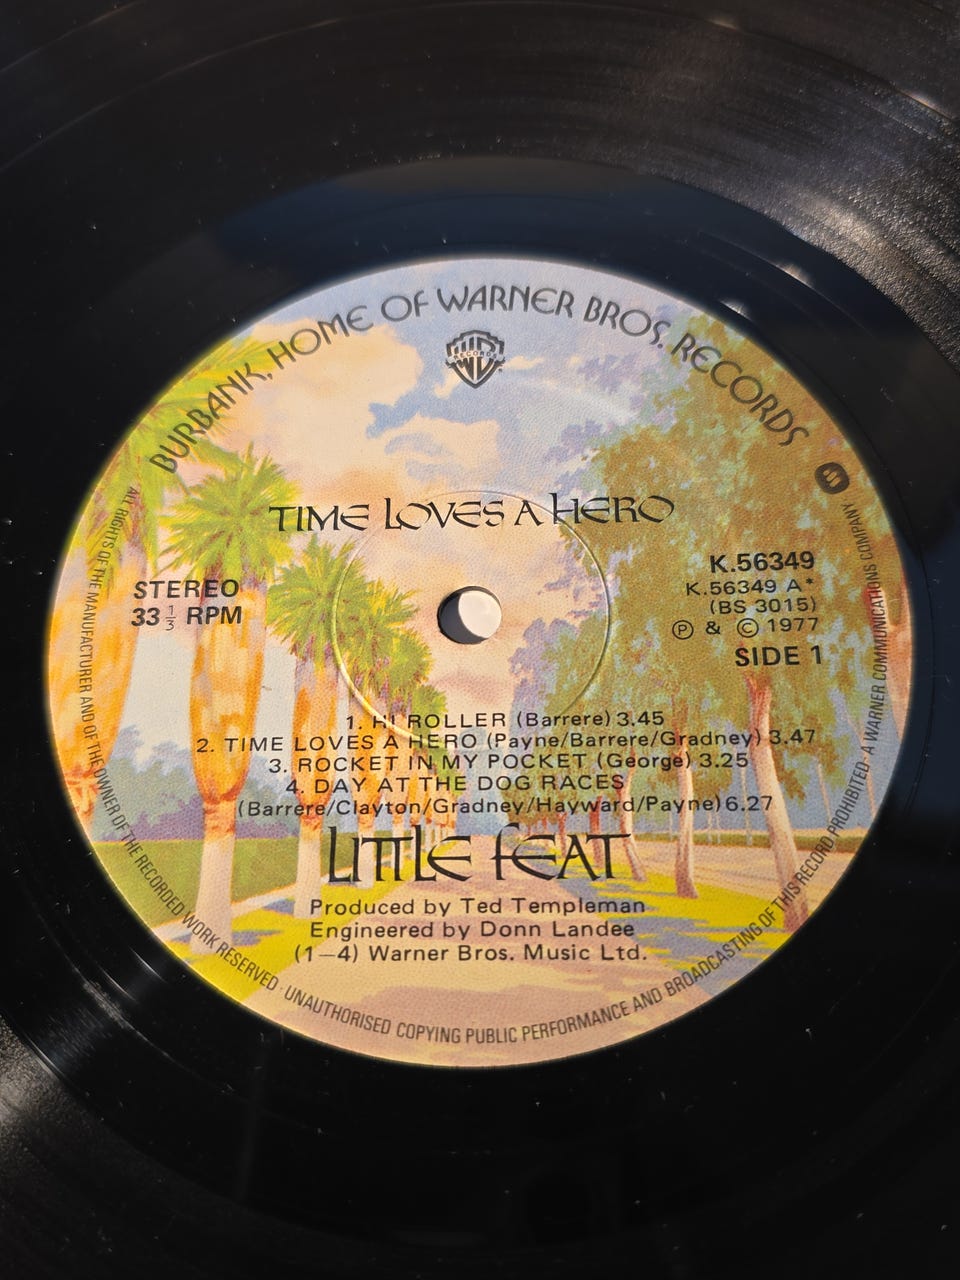 BURBANK, HOME OF WARNER BROS. RECORDS
RECORDS
TIME LOVES A HERO
STEREO
33 1/3 RPM
K.56349
K.56349 A*
(BS 3015)
Ⓟ & © 1977
SIDE 1
1. HI ROLLER (Barrere) 3.45
2. TIME LOVES A HERO (Payne/Barrere/Gradney) 3.47
3. ROCKET IN MY POCKET (George) 3.25
4. DAY AT THE DOG RACES
(Barrere/Clayton/Gradney/Hayward/Payne) 6.27
LITTLE FEAT
Produced by Ted Templeman
Engineered by Donn Landee
(1—4) Warner Bros. Music Ltd.
ALL RIGHTS OF THE MANUFACTURER AND OF THE OWNER OF THE RECORDED WORK RESERVED · UNAUTHORISED COPYING PUBLIC PERFORMANCE AND BROADCASTING OF THIS RECORD PROHIBITED · A WARNER COMMUNICATIONS COMPANY